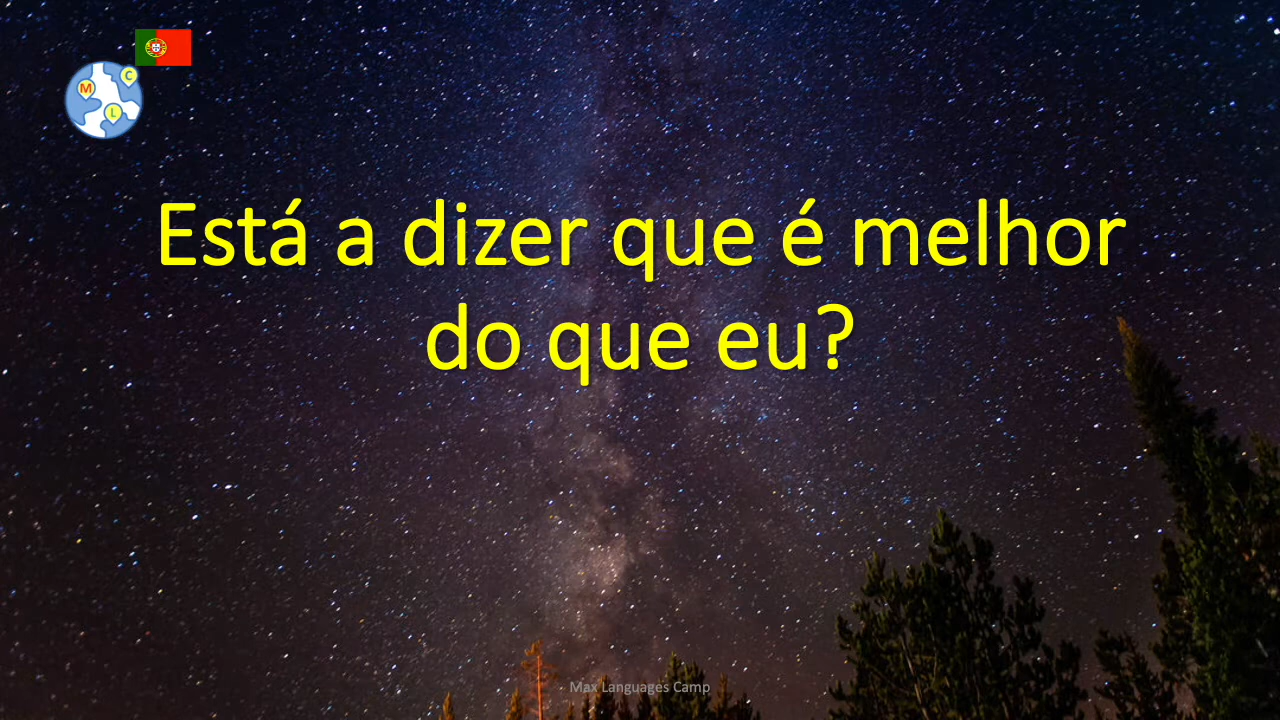 C
M
L
Está a dizer que é melhor
do que eu?
Max Languages Camp